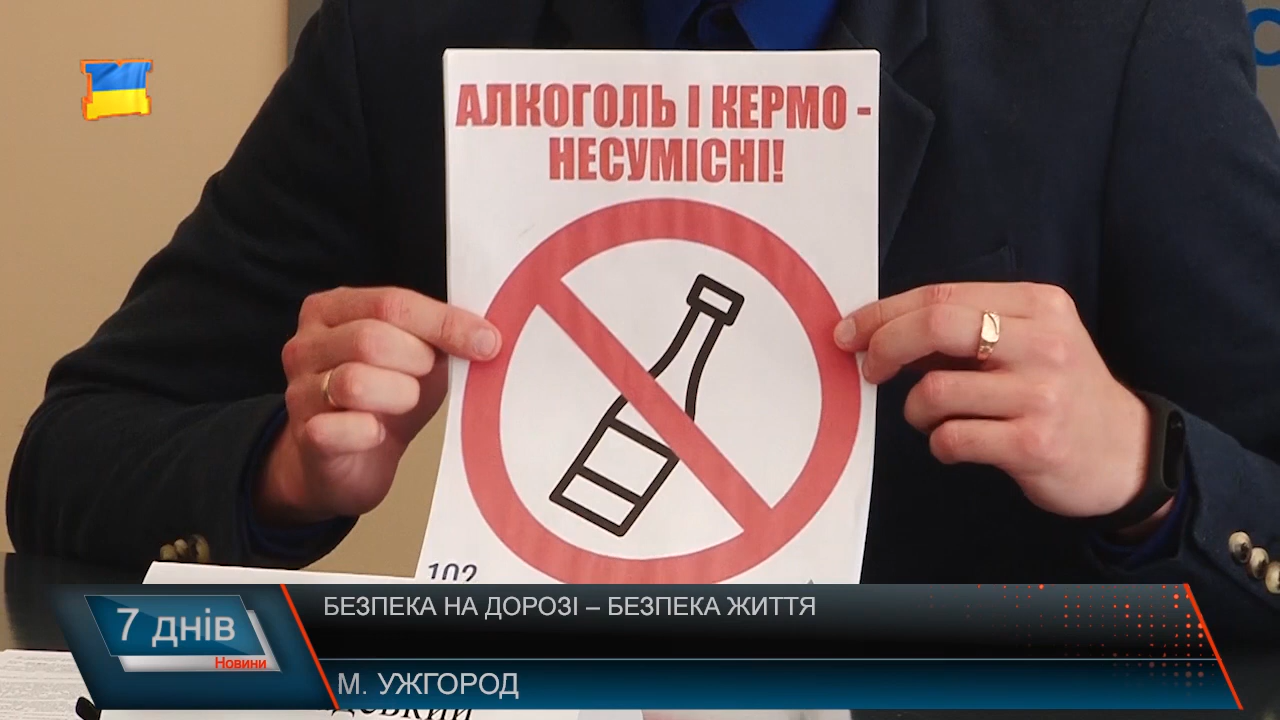 АЛКОГОЛЬ І КЕРМО -
НЕСУМІСНІ!
102
7 днів
Новини
БЕЗПЕКА НА ДОРОЗІ – БЕЗПЕКА ЖИТТЯ
М. УЖГОРОД